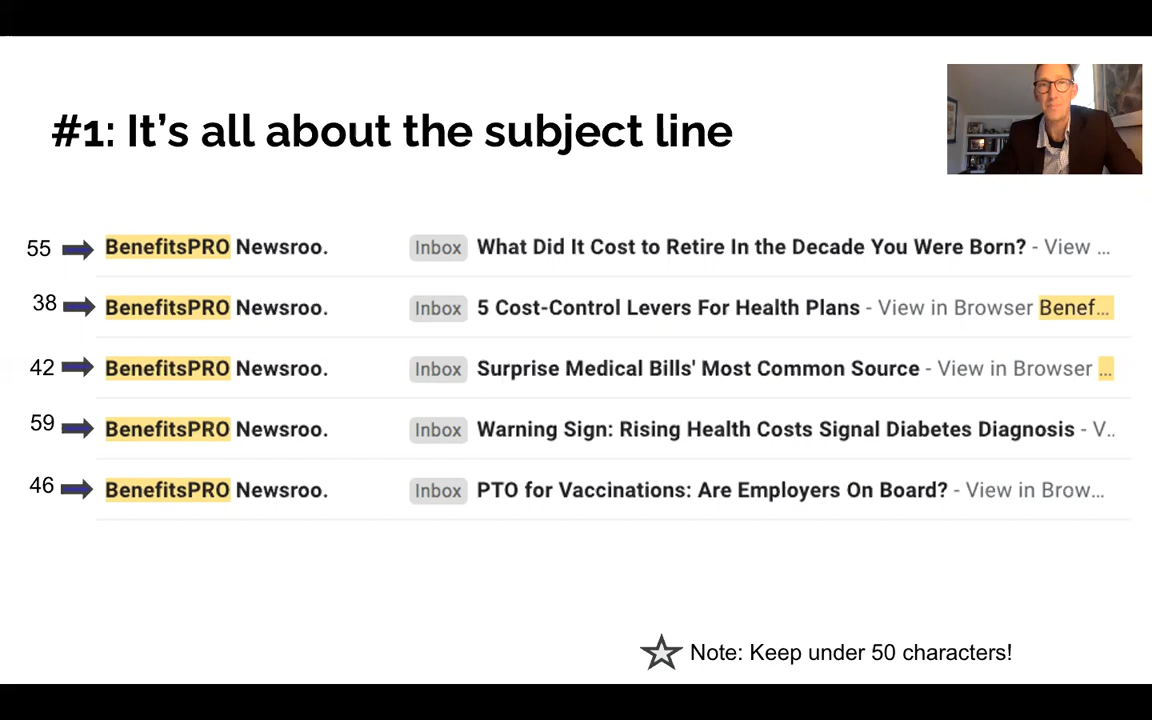 #1: It's all about the subject line
55 BenefitsPRO Newsroo. Inbox What Did It Cost to Retire In the Decade You Were Born? - View ...
38 BenefitsPRO Newsroo. Inbox 5 Cost-Control Levers For Health Plans - View in Browser Benef...
42 BenefitsPRO Newsroo. Inbox Surprise Medical Bills' Most Common Source - View in Browser ...
59 BenefitsPRO Newsroo. Inbox Warning Sign: Rising Health Costs Signal Diabetes Diagnosis - V..
46 BenefitsPRO Newsroo. Inbox PTO for Vaccinations: Are Employers On Board? - View in Brow...
Note: Keep under 50 characters!